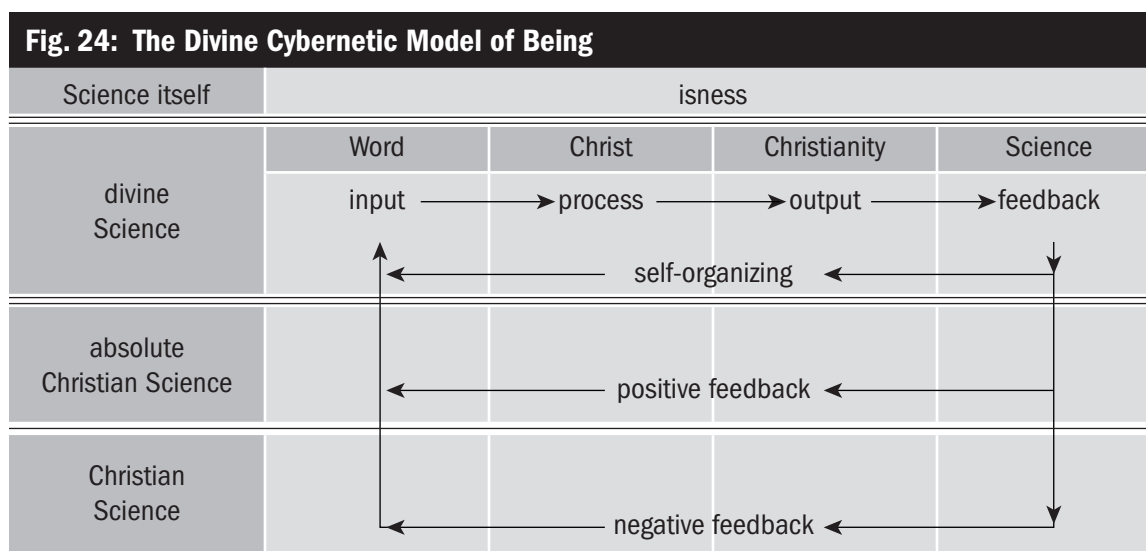 Fig. 24: The Divine Cybernetic Model of Being
Science itself
isness
Word
Christ
Christianity
Science
divine
Science
input
process
output
feedback
self-organizing
absolute
Christian Science
positive feedback
Christian
Science
negative feedback